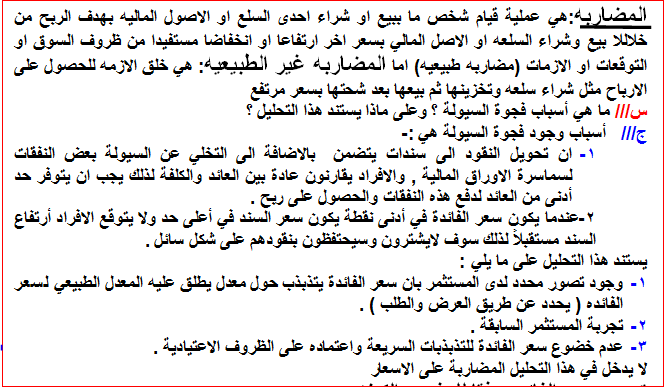 المضاربه:هي عملية قيام شخص ما ببيع او شراء احدى السلع او الاصول الماليه بهدف الربح من
خلاللا بيع وشراء السلعه او الاصل المالي بسعر اخر ارتفاعا او انخفاضا مستفيدا من ظروف السوق او
التوقعات او الازمات (مضاربه طبيعيه) اما المضاربه غير الطبيعيه: هي خلق الازمه للحصول على
الارباح مثل شراء سلعه وتخزينها ثم بيعها بعد شحتها بسعر مرتفع
س/// ما هي أسباب فجوة السيولة ؟ وعلى ماذا يستند هذا التحليل ؟
ج/// أسباب وجود فجوة السيولة هي :-
١- ان تحويل النقود الى سندات يتضمن بالاضافة الى التخلي عن السيولة بعض النفقات
لسماسرة الاوراق المالية , والافراد يقارنون عادة بين العائد والكلفة لذلك يجب ان يتوفر حد
أدنى من العائد لدفع هذه النفقات والحصول على ربح .
٢-عندما يكون سعر الفائدة في أدنى نقطة يكون سعر السند في أعلى حد ولا يتوقع الافراد أرتفاع
السند مستقبلاً لذلك سوف لايشترون وسيحتفظون بنقودهم على شكل سائل .
يستند هذا التحليل على ما يلي :
١- وجود تصور محدد لدى المستثمر بان سعر الفائدة يتذبذب حول معدل يطلق عليه المعدل الطبيعي لسعر
الفائده ( يحدد عن طريق العرض والطلب ) .
٢- تجربة المستثمر السابقة .
٣- عدم خضوع سعر الفائدة للتذبذبات السريعة واعتماده على الظروف الاعتيادية .
لا يدخل في هذا التحليل المضاربة على الاسعار